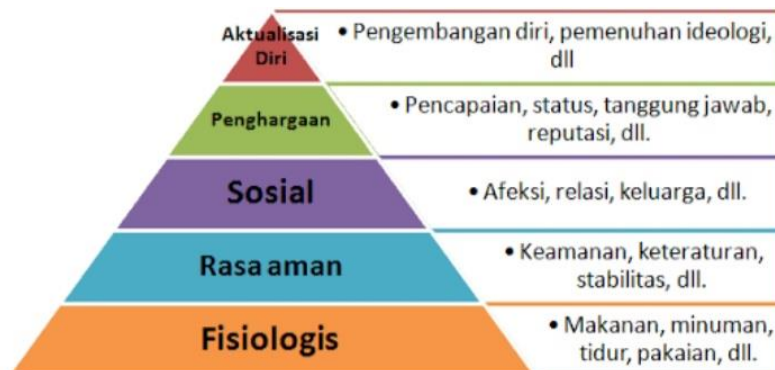 Aktualisasi
Diri
• Pengembangan diri, pemenuhan ideologi,
dll
Penghargaan
• Pencapaian, status, tanggung jawab,
reputasi, dll.
Sosial
• Afeksi, relasi, keluarga, dll.
Rasa aman
• Keamanan, keteraturan,
stabilitas, dll.
Fisiologis
• Makanan, minuman,
tidur, pakaian, dll.